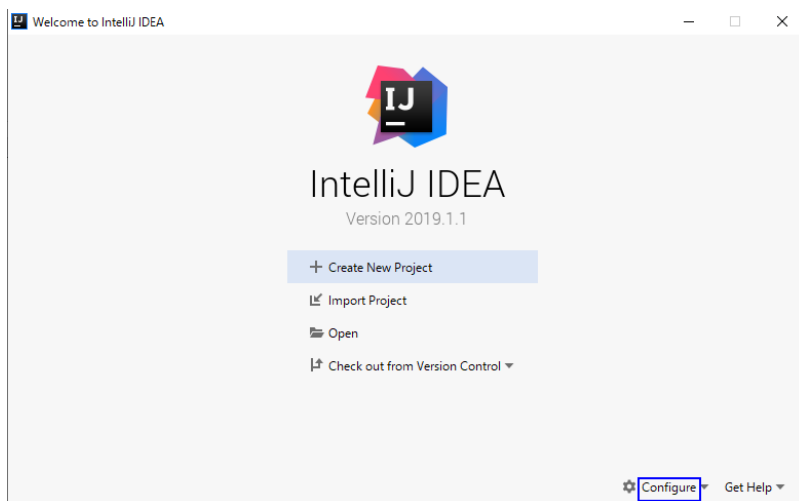 Welcome to IntelliJ IDEA
IJ
IntelliJ IDEA
Version 2019.1.1
Create New Project
Import Project
Open
Check out from Version Control
Configure Get Help